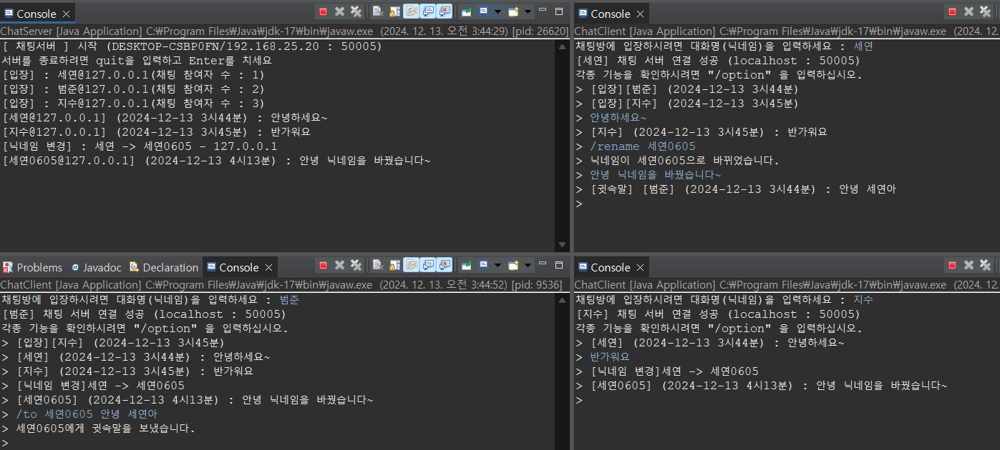 Console
ChatServer [Java Application] C:₩Program Files₩Java₩jdk-17₩bin₩javaw.exe (2024. 12. 13. 오전 3:44:29) [pid: 26620]
[ 채팅서버 ] 시작 (DESKTOP-CSBP0FN/192.168.25.20 : 50005)
서버를 종료하려면 quit을 입력하고 Enter를 치세요
[입장] : 세연@127.0.0.1(채팅 참여자 수 : 1)
[입장] : 범준@127.0.0.1(채팅 참여자 수 : 2)
[입장] : 지수@127.0.0.1(채팅 참여자 수 : 3)
[세연@127.0.0.1] (2024-12-13 3시44분) : 안녕하세요~
[지수@127.0.0.1] (2024-12-13 3시45분) : 반가워요
[닉네임 변경] : 세연 -> 세연0605 - 127.0.0.1
[세연0605@127.0.0.1] (2024-12-13 4시13분) : 안녕 닉네임을 바꿨습니다~
Console
ChatClient [Java Application] C:₩Program Files₩Java₩jdk-17₩bin₩javaw.exe (2024. 12.
채팅방에 입장하시려면 대화명(닉네임)을 입력하세요 : 세연
[세연] 채팅 서버 연결 성공 (localhost : 50005)
각종 기능을 확인하시려면 "/option" 을 입력하십시오.
> [입장][범준] (2024-12-13 3시44분)
> [입장][지수] (2024-12-13 3시45분)
> 안녕하세요~
> [지수] (2024-12-13 3시45분) : 반가워요
> /rename 세연0605
> 닉네임이 세연0605으로 바뀌었습니다.
> 안녕 닉네임을 바꿨습니다~
> [귓속말] [범준] (2024-12-13 3시44분) : 안녕 세연아
>
Problems Javadoc Declaration Console
ChatClient [Java Application] C:₩Program Files₩Java₩jdk-17₩bin₩javaw.exe (2024. 12. 13. 오전 3:44:52) [pid: 9536]
채팅방에 입장하시려면 대화명(닉네임)을 입력하세요 : 범준
[범준] 채팅 서버 연결 성공 (localhost : 50005)
각종 기능을 확인하시려면 "/option" 을 입력하십시오.
> [입장][지수] (2024-12-13 3시45분)
> [세연] (2024-12-13 3시44분) : 안녕하세요~
> [지수] (2024-12-13 3시45분) : 반가워요
> [닉네임 변경]세연 -> 세연0605
> [세연0605] (2024-12-13 4시13분) : 안녕 닉네임을 바꿨습니다~
> /to 세연0605 안녕 세연아
> 세연0605에게 귓속말을 보냈습니다.
>
Console
ChatClient [Java Application] C:₩Program Files₩Java₩jdk-17₩bin₩javaw.exe (2024. 12.
채팅방에 입장하시려면 대화명(닉네임)을 입력하세요 : 지수
[지수] 채팅 서버 연결 성공 (localhost : 50005)
각종 기능을 확인하시려면 "/option" 을 입력하십시오.
> [세연] (2024-12-13 3시44분) : 안녕하세요~
> 반가워요
> [닉네임 변경]세연 -> 세연0605
> [세연0605] (2024-12-13 4시13분) : 안녕 닉네임을 바꿨습니다~
>